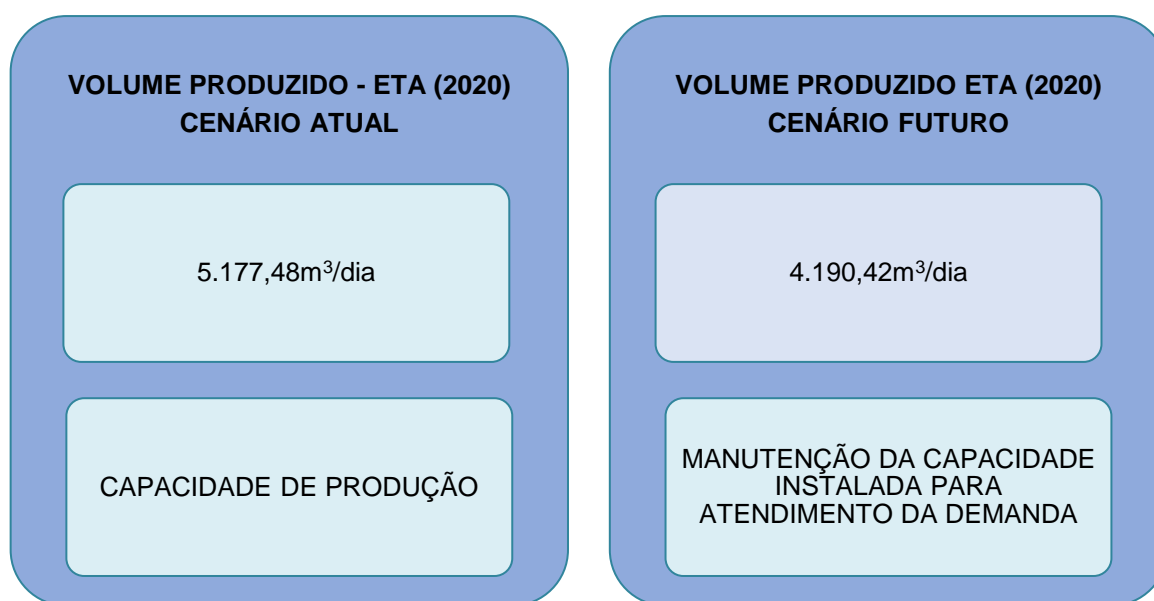 VOLUME PRODUZIDO - ETA (2020)
CENÁRIO ATUAL
5.177,48m³/dia
CAPACIDADE DE PRODUÇÃO
VOLUME PRODUZIDO ETA (2020)
CENÁRIO FUTURO
4.190,42m³/dia
MANUTENÇÃO DA CAPACIDADE
INSTALADA PARA
ATENDIMENTO DA DEMANDA